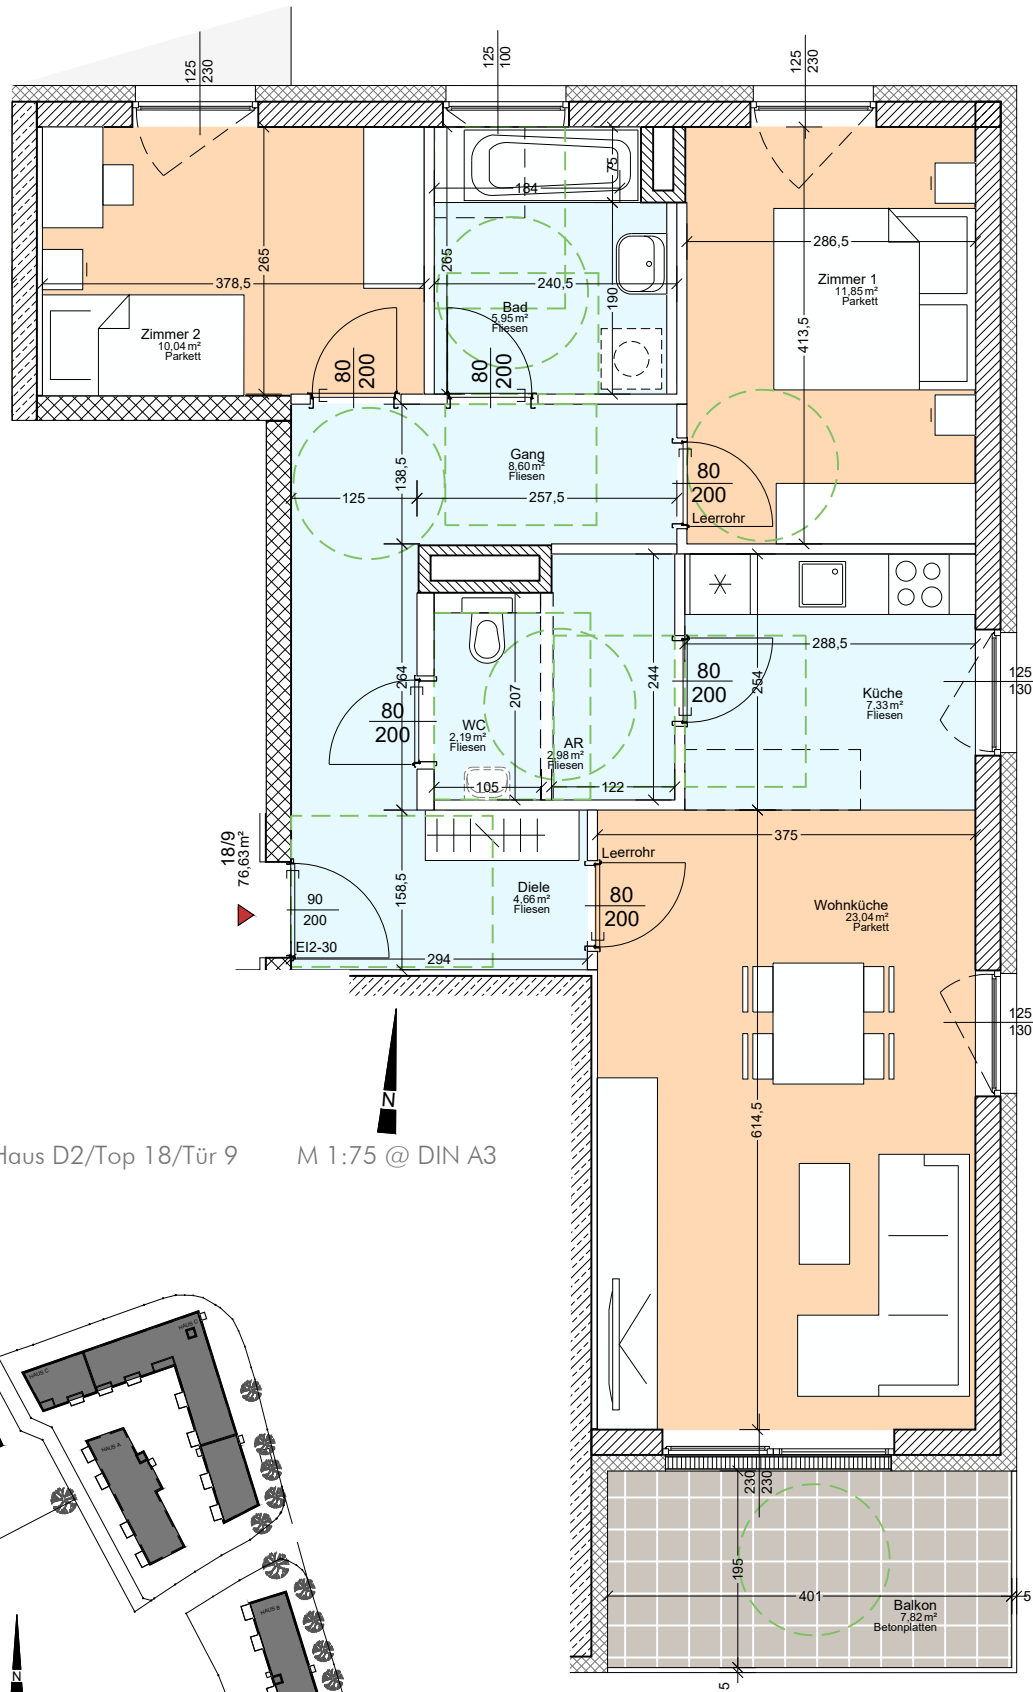 125
230
125
100
125
230
265
378,5
Zimmer 2
10,04 m²
Parkett
80
200
184
75
265
240,5
190
Bad
5,95 m²
Fliesen
80
200
286,5
Zimmer 1
11,85 m²
Parkett
413,5
Gang
8,60 m²
Fliesen
138,5
125
257,5
80
200
Leerrohr
264
207
244
254
288,5
80
200
Küche
7,33 m²
Fliesen
125
130
80
200
WC
2,19 m²
Fliesen
AR
2,98 m²
Fliesen
105
122
375
18/9
76,63 m²
Leerrohr
158,5
Diele
4,66 m²
Fliesen
80
200
90
200
EI2-30
294
Wohnküche
23,04 m²
Parkett
125
130
N
614,5
Haus D2/Top 18/Tür 9
M 1:75 @ DIN A3
HAUS C
HAUS C
HAUS A
HAUS B
N
230
230
195
401
5
Balkon
7,82 m²
Betonplatten
5